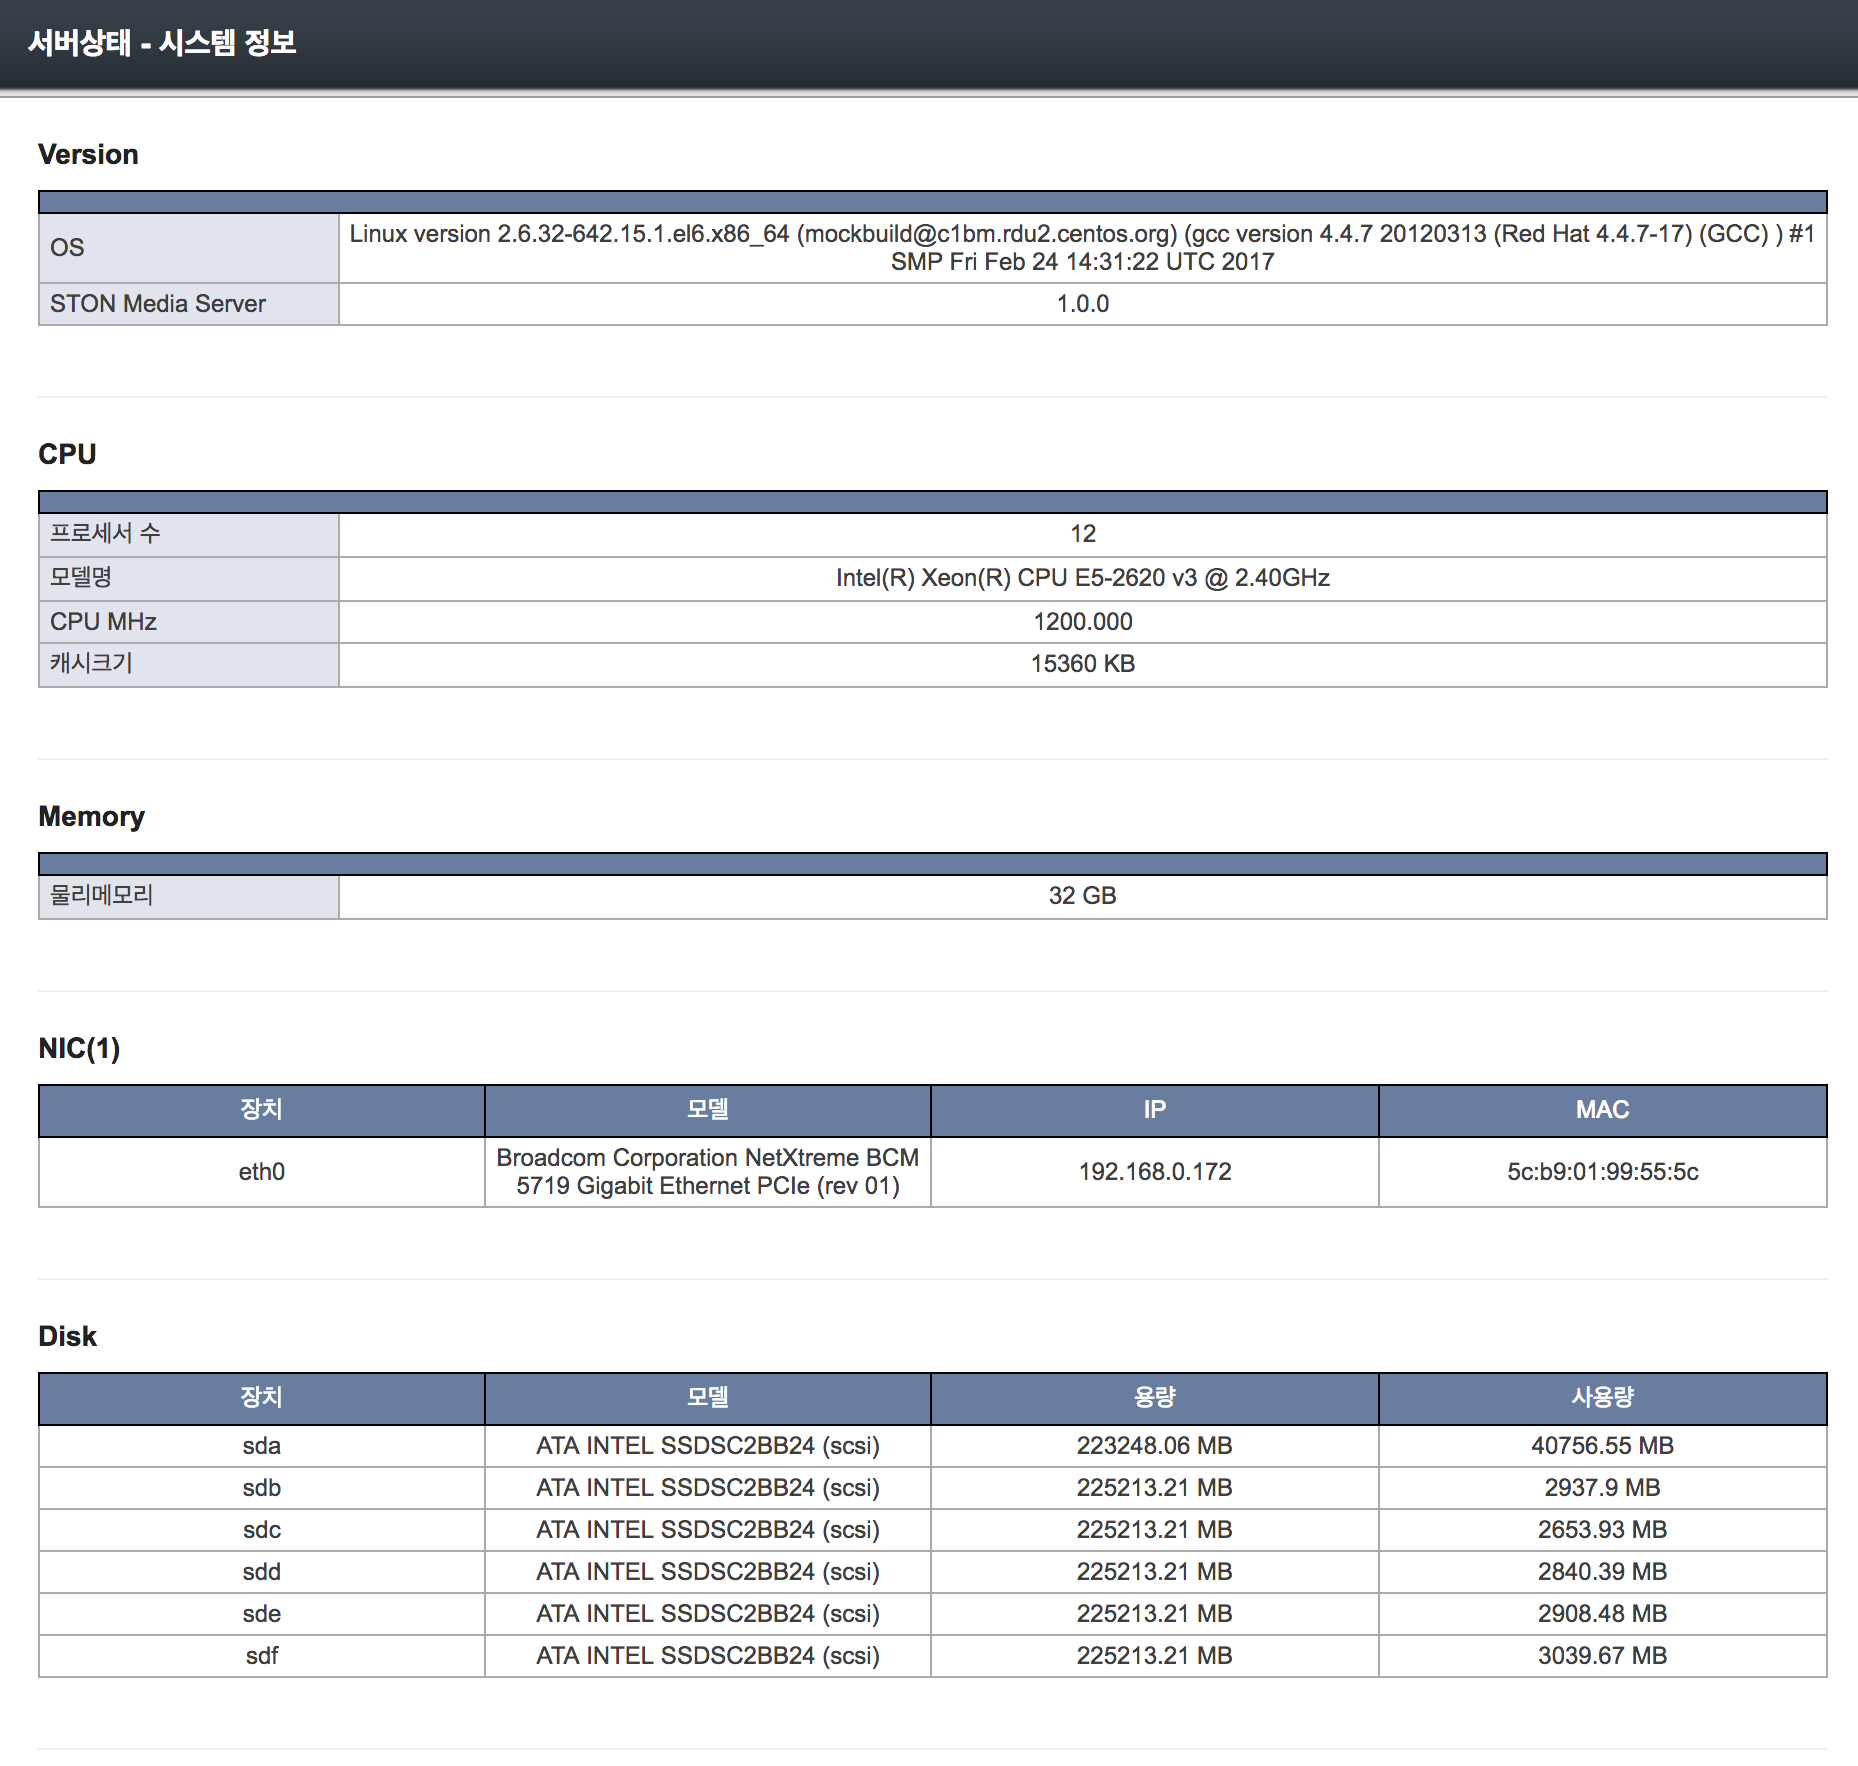 서버상태 - 시스템 정보
Version
OS
Linux version 2.6.32-642.15.1.el6.x86_64 (mockbuild@c1bm.rdu2.centos.org) (gcc version 4.4.7 20120313 (Red Hat 4.4.7-17) (GCC) ) #1
SMP Fri Feb 24 14:31:22 UTC 2017
STON Media Server 1.0.0
CPU
프로세서 수 12
모델명 Intel(R) Xeon(R) CPU E5-2620 v3 @ 2.40GHz
CPU MHz 1200.000
캐시크기 15360 KB
Memory
물리메모리 32 GB
NIC(1)
장치 모델 IP MAC
eth0 Broadcom Corporation NetXtreme BCM
5719 Gigabit Ethernet PCIe (rev 01) 192.168.0.172 5c:b9:01:99:55:5c
Disk
장치 모델 용량 사용량
sda ATA INTEL SSDSC2BB24 (scsi) 223248.06 MB 40756.55 MB
sdb ATA INTEL SSDSC2BB24 (scsi) 225213.21 MB 2937.9 MB
sdc ATA INTEL SSDSC2BB24 (scsi) 225213.21 MB 2653.93 MB
sdd ATA INTEL SSDSC2BB24 (scsi) 225213.21 MB 2840.39 MB
sde ATA INTEL SSDSC2BB24 (scsi) 225213.21 MB 2908.48 MB
sdf ATA INTEL SSDSC2BB24 (scsi) 225213.21 MB 3039.67 MB